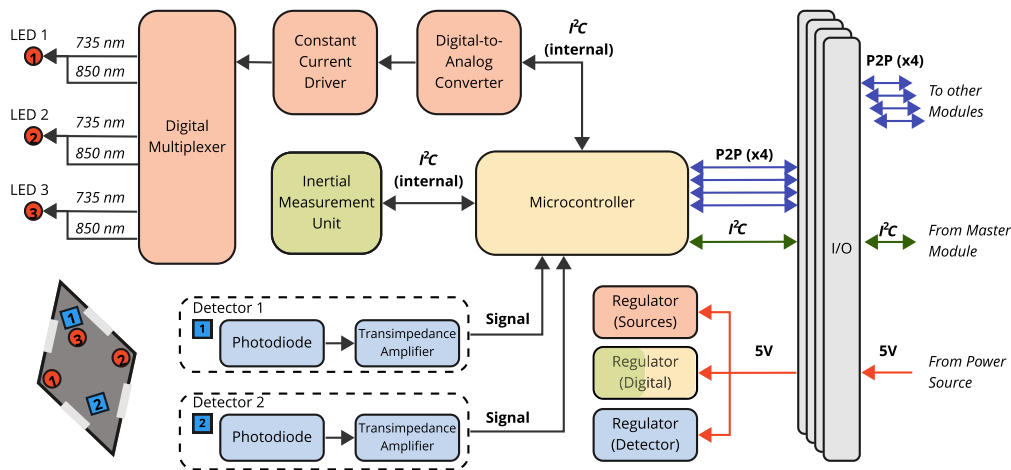 LED 1
735 nm
1
850 nm
LED 2
735 nm
2
850 nm
LED 3
735 nm
3
850 nm
Digital
Multiplexer
Constant
Current
Driver
Digital-to-
Analog
Converter
I²C
(internal)
Inertial
Measurement
Unit
I²C
(internal)
Microcontroller
P2P (x4)
I²C
I/O
P2P (x4)
To other
Modules
I²C
From Master
Module
1
3
2
1
2
Detector 1
1
Photodiode
Transimpedance
Amplifier
Signal
Detector 2
2
Photodiode
Transimpedance
Amplifier
Signal
Regulator
(Sources)
Regulator
(Digital)
Regulator
(Detector)
5V
5V
From Power
Source